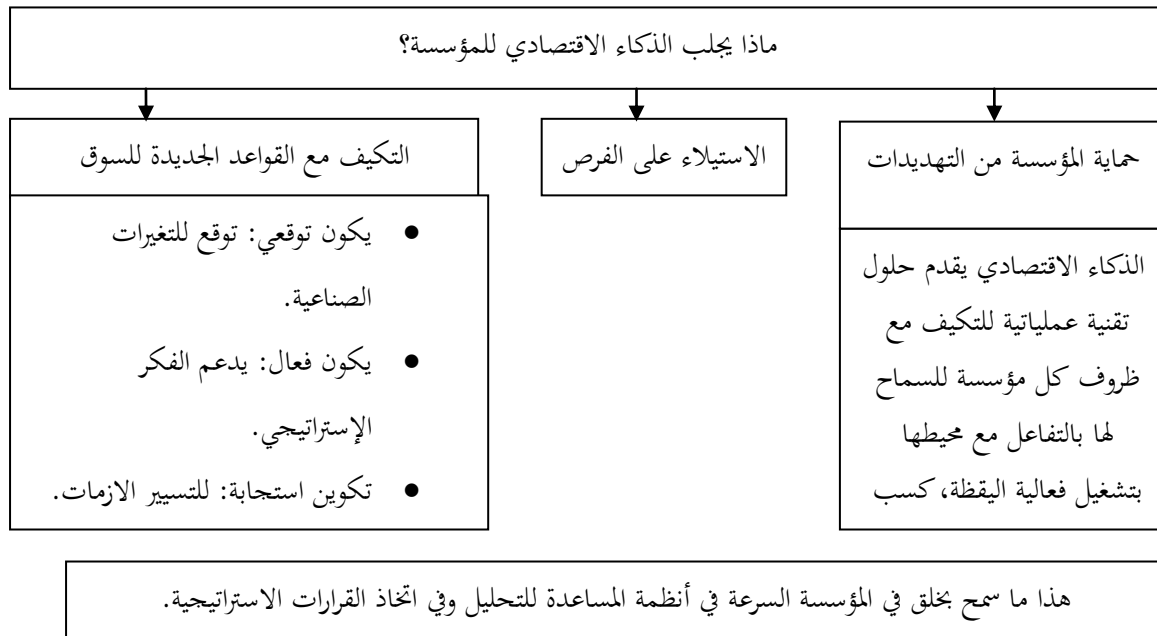 ماذا يجلب الذكاء الاقتصادي للمؤسسة؟
حماية المؤسسة من التهديدات
الاستيلاء على الفرص
التكيف مع القواعد الجديدة للسوق
الذكاء الاقتصادي يقدم حلول
تقنية عملياتية للتكيف مع
ظروف كل مؤسسة للسماح
لها بالتفاعل مع محيطها
بتشغيل فعالية اليقظة، كسب
● يكون توقعي: توقع للتغيرات
الصناعية.
● يكون فعال: يدعم الفكر
الإستراتيجي.
● تكوين استجابة: للتسيير الازمات.
هذا ما سمح بخلق في المؤسسة السرعة في أنظمة المساعدة للتحليل وفي اتخاذ القرارات الاستراتيجية.